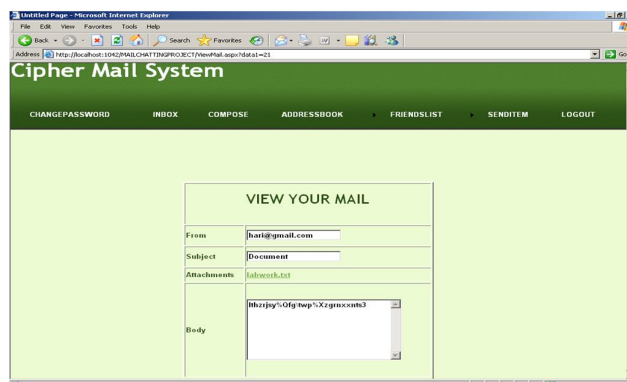 Untitled Page - Microsoft Internet Explorer
File Edit View Favorites Tools Help
Back Search Favorites
Address http://localhost:1042/MAILCHATTINGPROJECT/ViewMail.aspx?data1=21 Go
Cipher Mail System
CHANGEPASSWORD INBOX COMPOSE ADDRESSBOOK FRIENDSLIST SENDITEM LOGOUT
VIEW YOUR MAIL
From hari@gmail.com
Subject Document
Attachments labwork.txt
Body Ithzrjsy%Qfg\twp%Xzgrnxxnts3